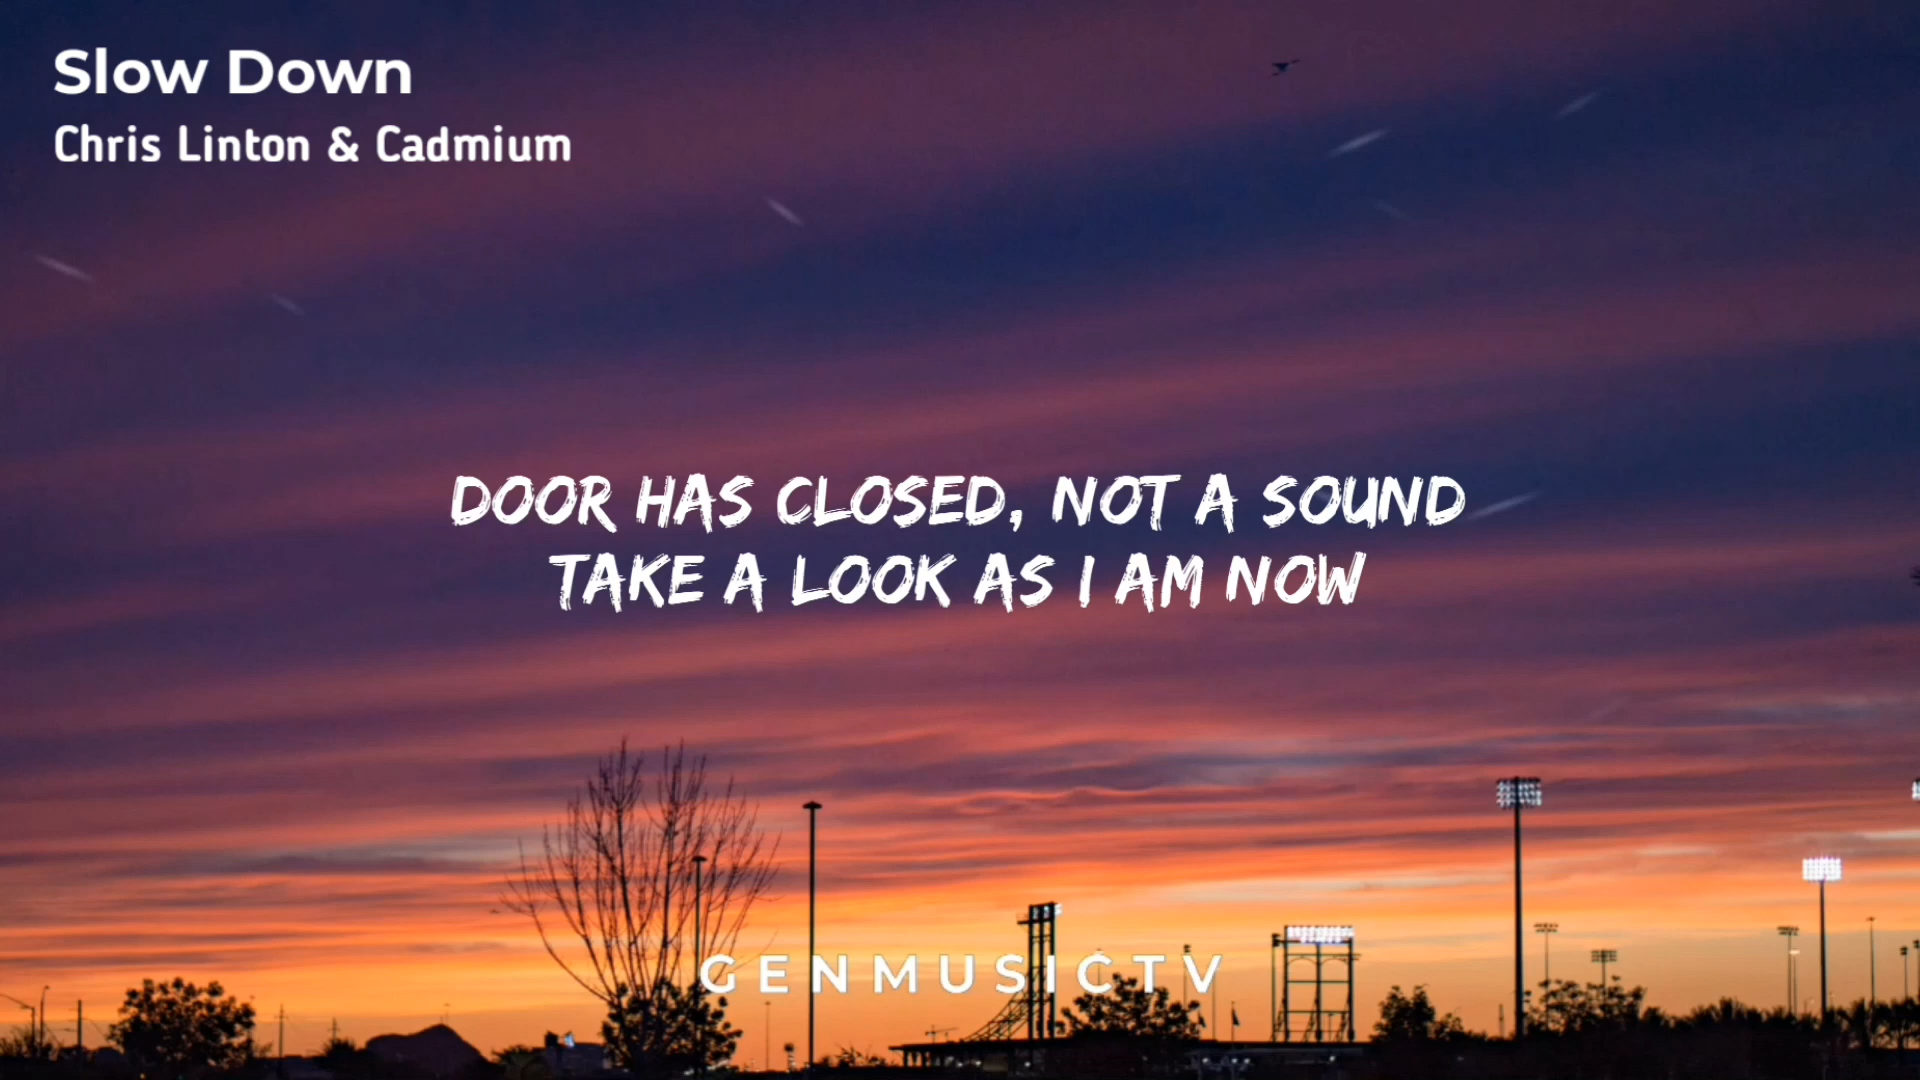 Slow Down
Chris Linton & Cadmium
DOOR HAS CLOSED, NOT A SOUND
TAKE A LOOK AS I AM NOW
GENMUSICTV